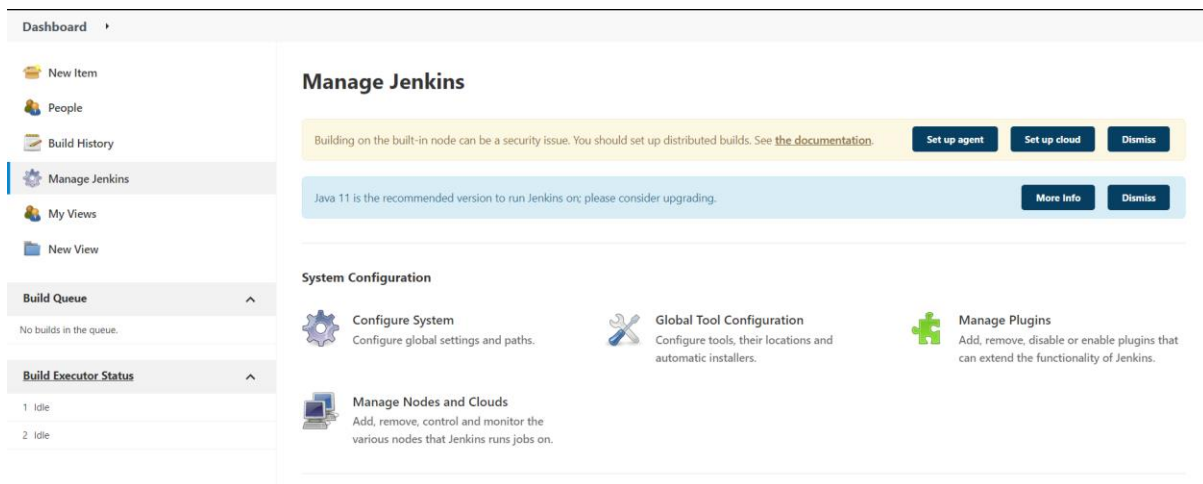 Dashboard
New Item
People
Build History
Manage Jenkins
My Views
New View
Build Queue
No builds in the queue.
Build Executor Status
1 Idle
2 Idle
Manage Jenkins
Building on the built-in node can be a security issue. You should set up distributed builds. See the documentation.
Set up agent
Set up cloud
Dismiss
Java 11 is the recommended version to run Jenkins on; please consider upgrading.
More Info
Dismiss
System Configuration
Configure System
Configure global settings and paths.
Global Tool Configuration
Configure tools, their locations and
automatic installers.
Manage Plugins
Add, remove, disable or enable plugins that
can extend the functionality of Jenkins.
Manage Nodes and Clouds
Add, remove, control and monitor the
various nodes that Jenkins runs jobs on.